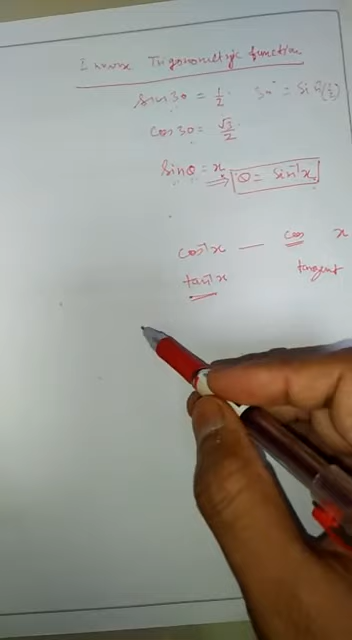 Inverse Trigonometric function
sin 30 = 1/2 . 30° = sin⁻¹(1/2)
cos 30 = √3/2
sin θ = x ⇒ θ = sin⁻¹x
cos⁻¹x — cos x
tan⁻¹x tangent